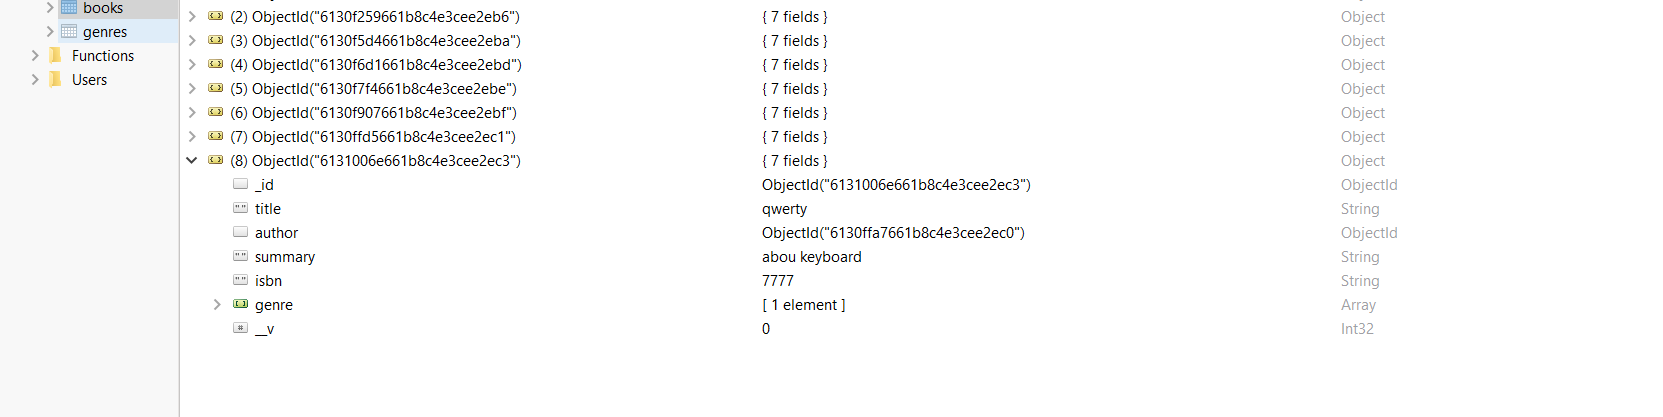 books
genres
Functions
Users
(2) ObjectId("6130f259661b8c4e3cee2eb6") { 7 fields } Object
(3) ObjectId("6130f5d4661b8c4e3cee2eba") { 7 fields } Object
(4) ObjectId("6130f6d1661b8c4e3cee2ebd") { 7 fields } Object
(5) ObjectId("6130f7f4661b8c4e3cee2ebe") { 7 fields } Object
(6) ObjectId("6130f907661b8c4e3cee2ebf") { 7 fields } Object
(7) ObjectId("6130ffd5661b8c4e3cee2ec1") { 7 fields } Object
(8) ObjectId("6131006e661b8c4e3cee2ec3") { 7 fields } Object
_id ObjectId("6131006e661b8c4e3cee2ec3") ObjectId
title qwerty String
author ObjectId("6130ffa7661b8c4e3cee2ec0") ObjectId
summary abou keyboard String
isbn 7777 String
genre [ 1 element ] Array
__v 0 Int32